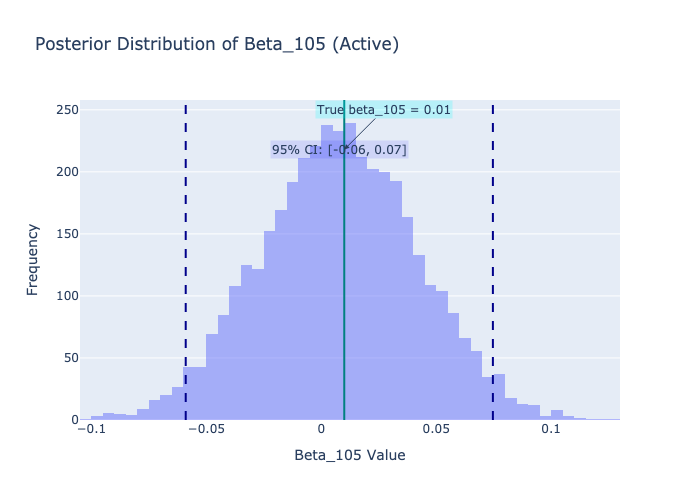 Posterior Distribution of Beta_105 (Active)
True beta_105 = 0.01
95% CI: [-0.06, 0.07]
250
200
150
100
50
0
Frequency
−0.1
−0.05
0
0.05
0.1
Beta_105 Value